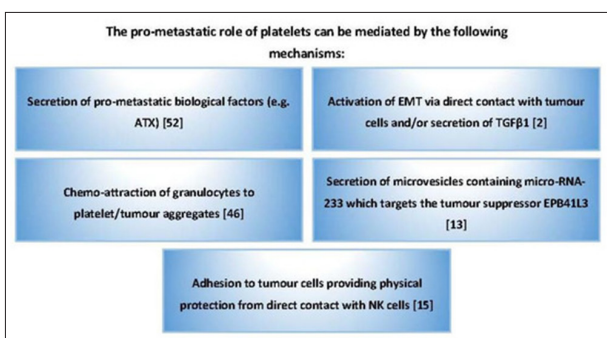 The pro-metastatic role of platelets can be mediated by the following
mechanisms:
Secretion of pro-metastatic biological factors (e.g.
ATX) [52]
Activation of EMT via direct contact with tumour
cells and/or secretion of TGFβ1 [2]
Chemo-attraction of granulocytes to
platelet/tumour aggregates [46]
Secretion of microvesicles containing micro-RNA-
233 which targets the tumour suppressor EPB41L3
[13]
Adhesion to tumour cells providing physical
protection from direct contact with NK cells [15]